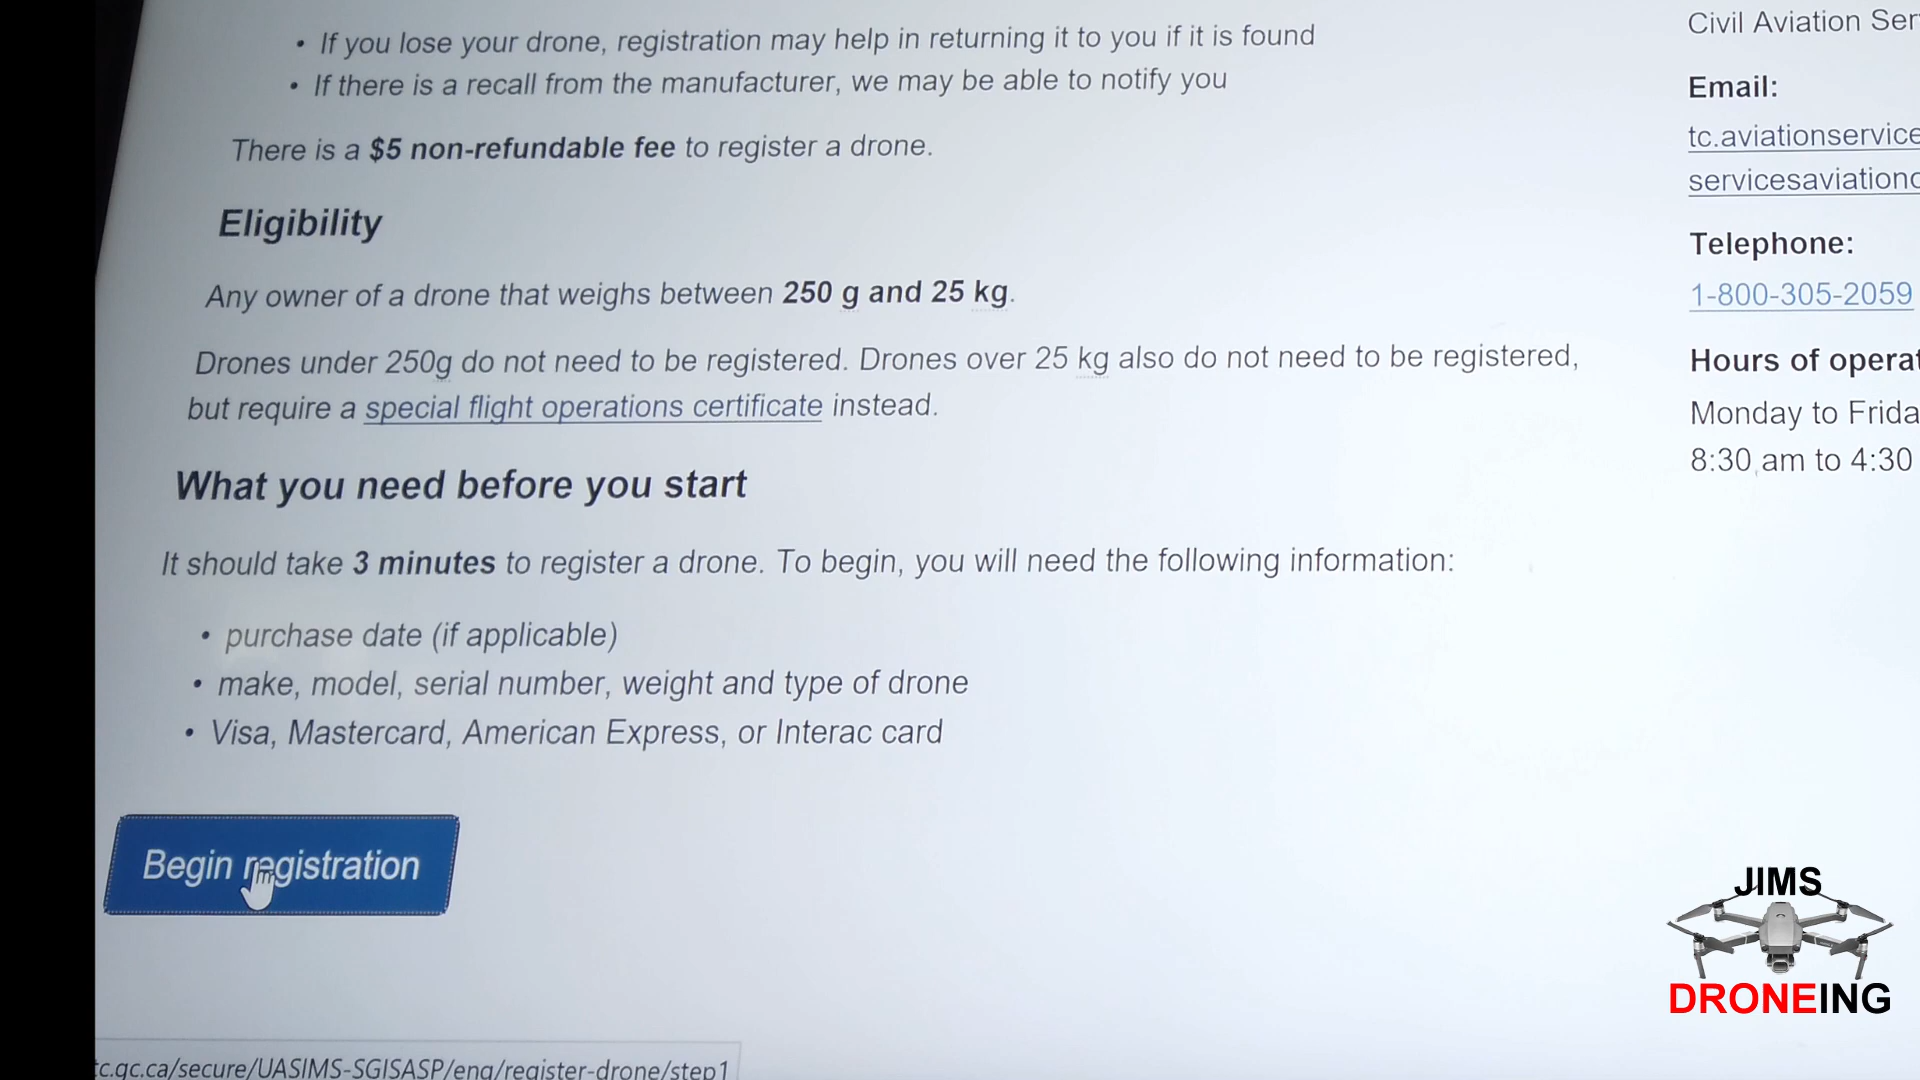 • If you lose your drone, registration may help in returning it to you if it is found
• If there is a recall from the manufacturer, we may be able to notify you
There is a $5 non-refundable fee to register a drone.
Eligibility
Any owner of a drone that weighs between 250 g and 25 kg.
Drones under 250g do not need to be registered. Drones over 25 kg also do not need to be registered,
but require a special flight operations certificate instead.
What you need before you start
It should take 3 minutes to register a drone. To begin, you will need the following information:
• purchase date (if applicable)
• make, model, serial number, weight and type of drone
• Visa, Mastercard, American Express, or Interac card
Begin registration
tc.gc.ca/secure/UASIMS-SGISASP/eng/register-drone/step1
Civil Aviation Ser
Email:
tc.aviationservice
servicesaviation
Telephone:
1-800-305-2059
Hours of opera
Monday to Frida
8:30 am to 4:30
JIMS
DRONEING